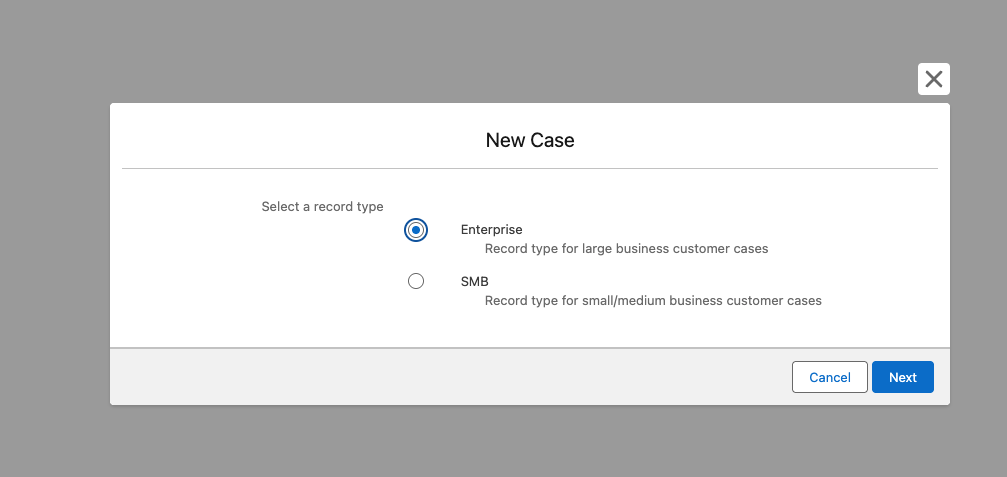 New Case
Select a record type
Enterprise
Record type for large business customer cases
SMB
Record type for small/medium business customer cases
Cancel
Next